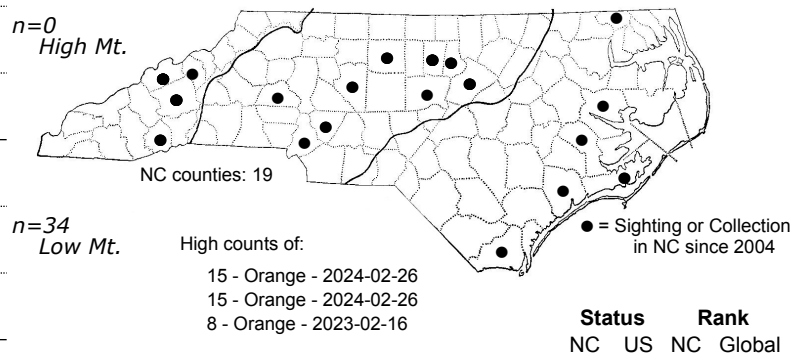 n=0
High Mt.
NC counties: 19
n=34
Low Mt.
High counts of:
15 - Orange - 2024-02-26
15 - Orange - 2024-02-26
8 - Orange - 2023-02-16
● = Sighting or Collection
in NC since 2004
Status Rank
NC US NC Global